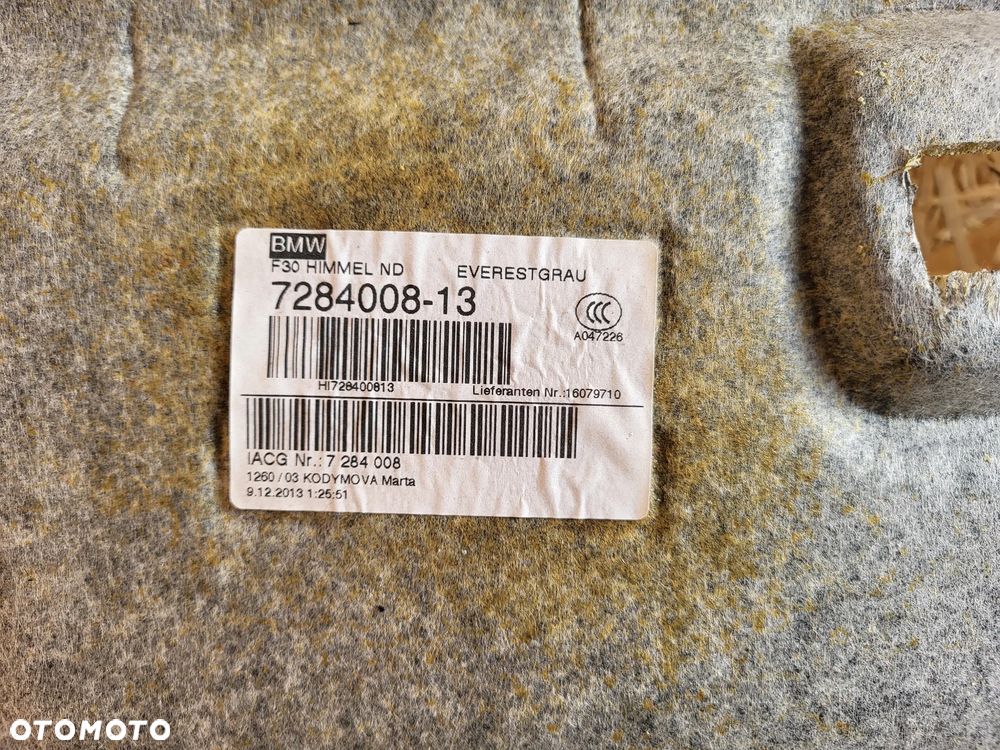 BMW
F30 HIMMEL ND EVERESTGRAU
7284008-13
CCC
A047226
HI728400813
Lieferanten Nr.:16079710
IACG Nr.: 7 284 008
1260 / 03 KODYMOVA Marta
9.12.2013 1:25:51
OTOMOTO